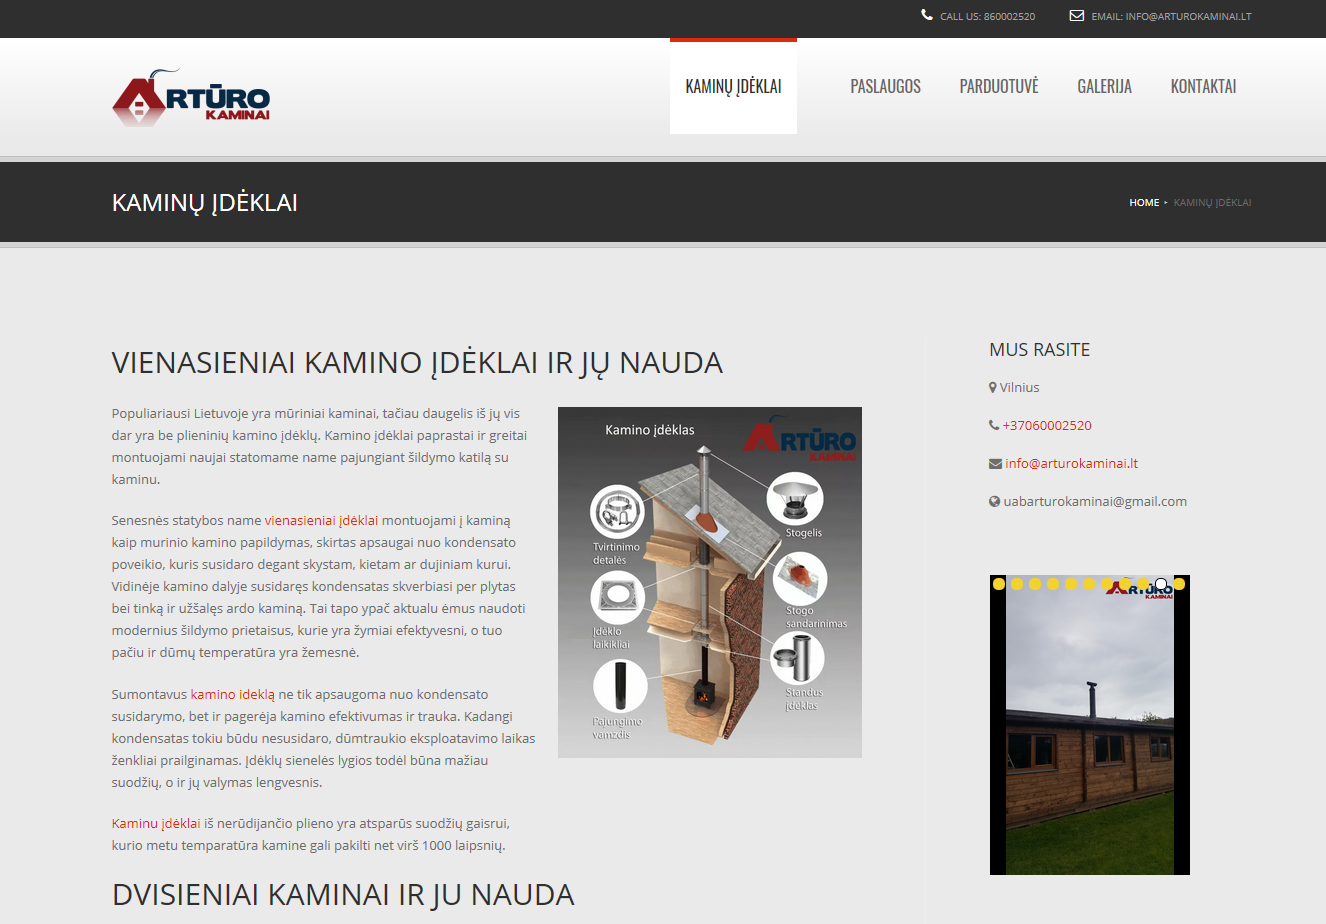 CALL US: 860002520
EMAIL: INFO@ARTUROKAMINAI.LT
ARTŪRO
KAMINAI
KAMINŲ ĮDĖKLAI
PASLAUGOS
PARDUOTUVĖ
GALERIJA
KONTAKTAI
KAMINŲ ĮDĖKLAI
HOME ▸ KAMINŲ ĮDĖKLAI
VIENASIENIAI KAMINO ĮDĖKLAI IR JŲ NAUDA
Populiariausi Lietuvoje yra mūriniai kaminai, tačiau daugelis iš jų vis
dar yra be plieninių kamino įdėklų. Kamino įdėklai paprastai ir greitai
montuojami naujai statomame name pajungiant šildymo katilą su
kaminu.
Senesnės statybos name vienasieniai įdėklai montuojami į kaminą
kaip murinio kamino papildymas, skirtas apsaugai nuo kondensato
poveikio, kuris susidaro degant skystam, kietam ar dujiniam kurui.
Vidinėje kamino dalyje susidaręs kondensatas skverbiasi per plytas
bei tinką ir užšalęs ardo kaminą. Tai tapo ypač aktualu ėmus naudoti
modernius šildymo prietaisus, kurie yra žymiai efektyvesni, o tuo
pačiu ir dūmų temperatūra yra žemesnė.
Sumontavus kamino ideklą ne tik apsaugoma nuo kondensato
susidarymo, bet ir pagerėja kamino efektivumas ir trauka. Kadangi
kondensatas tokiu būdu nesusidaro, dūmtraukio eksploatavimo laikas
ženkliai prailginamas. Įdėklų sienelės lygios todėl būna mažiau
suodžių, o ir jų valymas lengvesnis.
Kaminu įdėklai iš nerūdijančio plieno yra atsparūs suodžių gaisrui,
kurio metu temparatūra kamine gali pakilti net virš 1000 laipsnių.
DVISIENIAI KAMINAI IR JU NAUDA
Kamino įdėklas
ARTŪRO
KAMINAI
Tvirtinimo
detalės
Stogelis
Įdėklo
laikikliai
Stogo
sandarinimas
Pajungimo
vamzdis
Standus
įdėklas
MUS RASITE
Vilnius
+37060002520
info@arturokaminai.lt
uabarturokaminai@gmail.com
ARTŪRO
KAMINAI